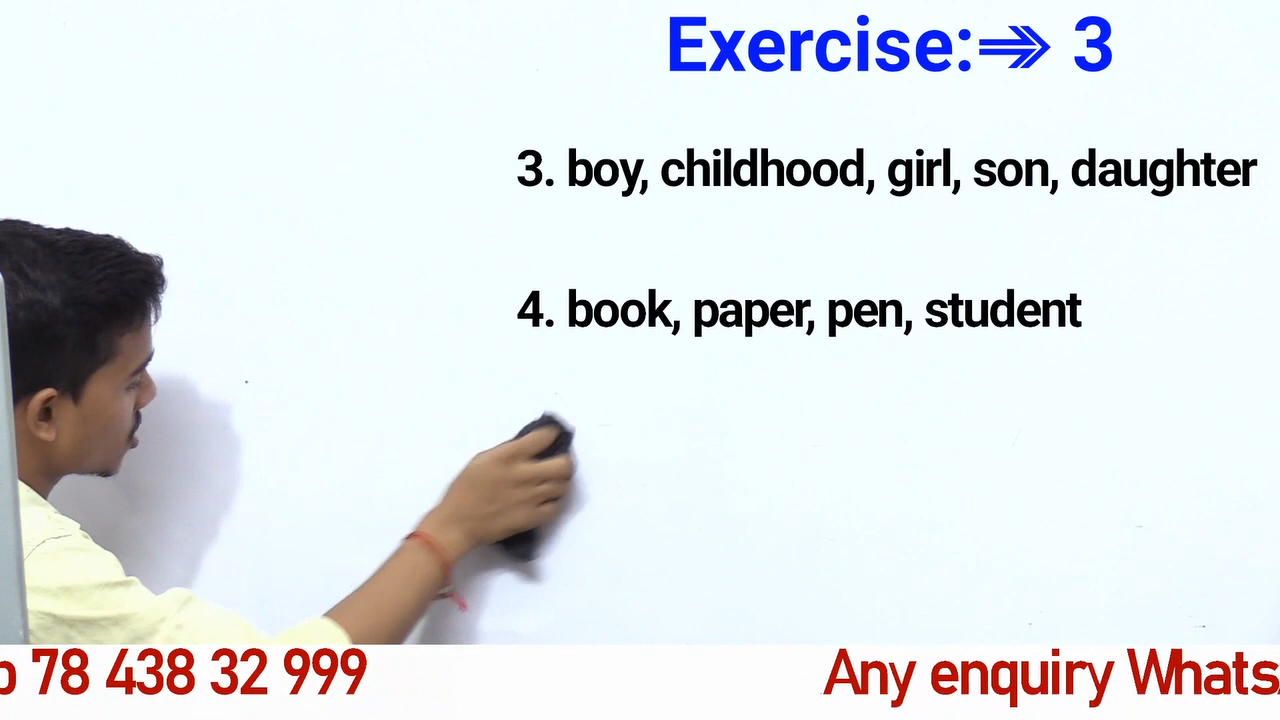 Exercise:⇒ 3
3. boy, childhood, girl, son, daughter
4. book, paper, pen, student
78 438 32 999
Any enquiry